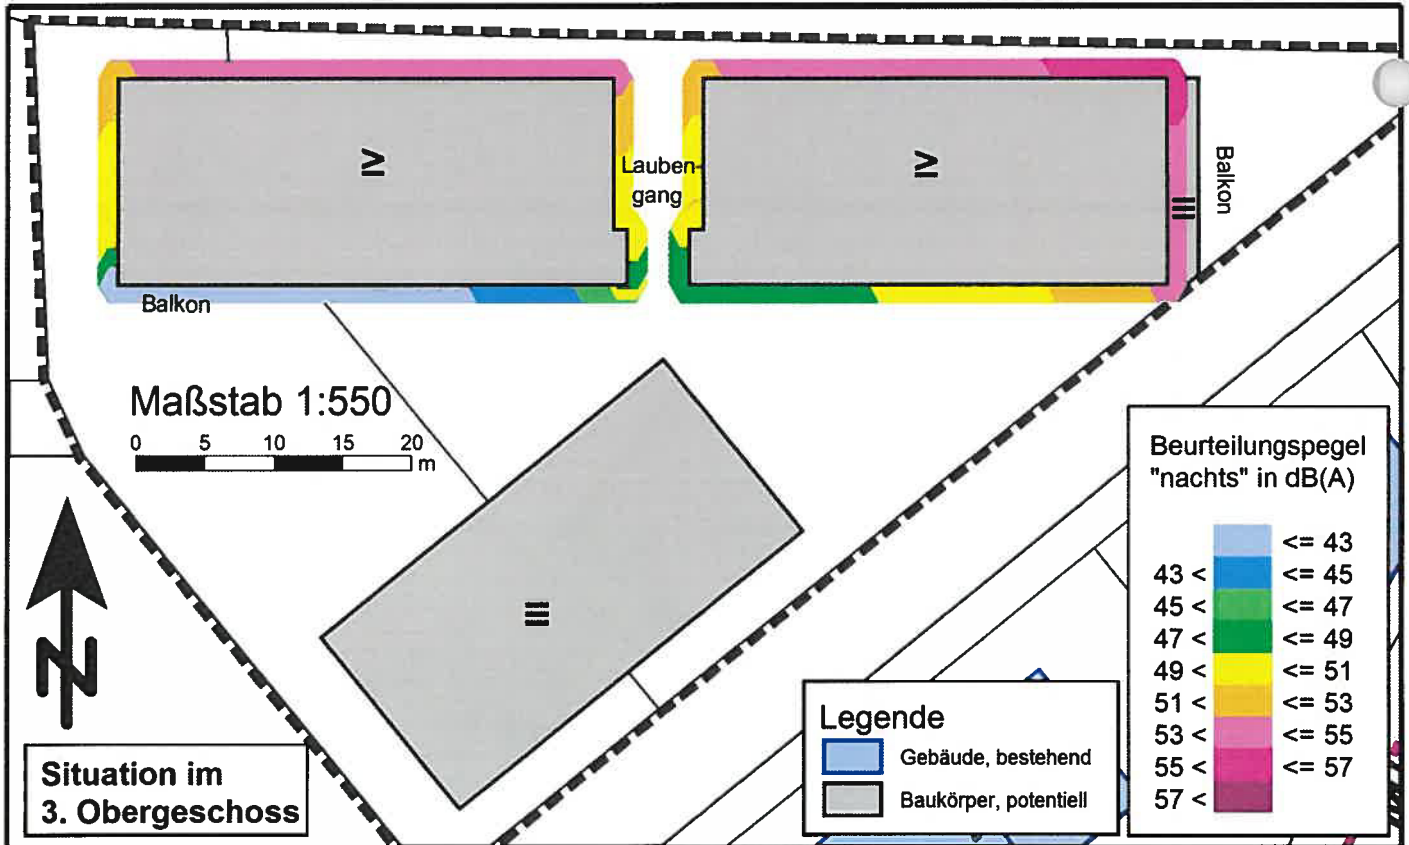 IV
IV
Lauben-
gang
Balkon
III
Balkon
Maßstab 1:550
0 5 10 15 20
m
III
N
Situation im
3. Obergeschoss
Legende
Gebäude, bestehend
Baukörper, potentiell
Beurteilungspegel
"nachts" in dB(A)
<= 43
43 < <= 45
45 < <= 47
47 < <= 49
49 < <= 51
51 < <= 53
53 < <= 55
55 < <= 57
57 <